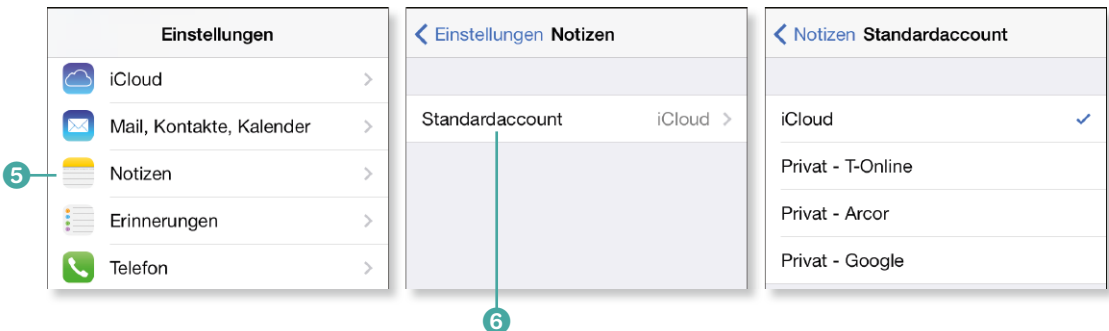 Einstellungen
iCloud
Mail, Kontakte, Kalender
5
Notizen
Erinnerungen
Telefon
Einstellungen Notizen
Standardaccount iCloud
6
Notizen Standardaccount
iCloud
Privat - T-Online
Privat - Arcor
Privat - Google